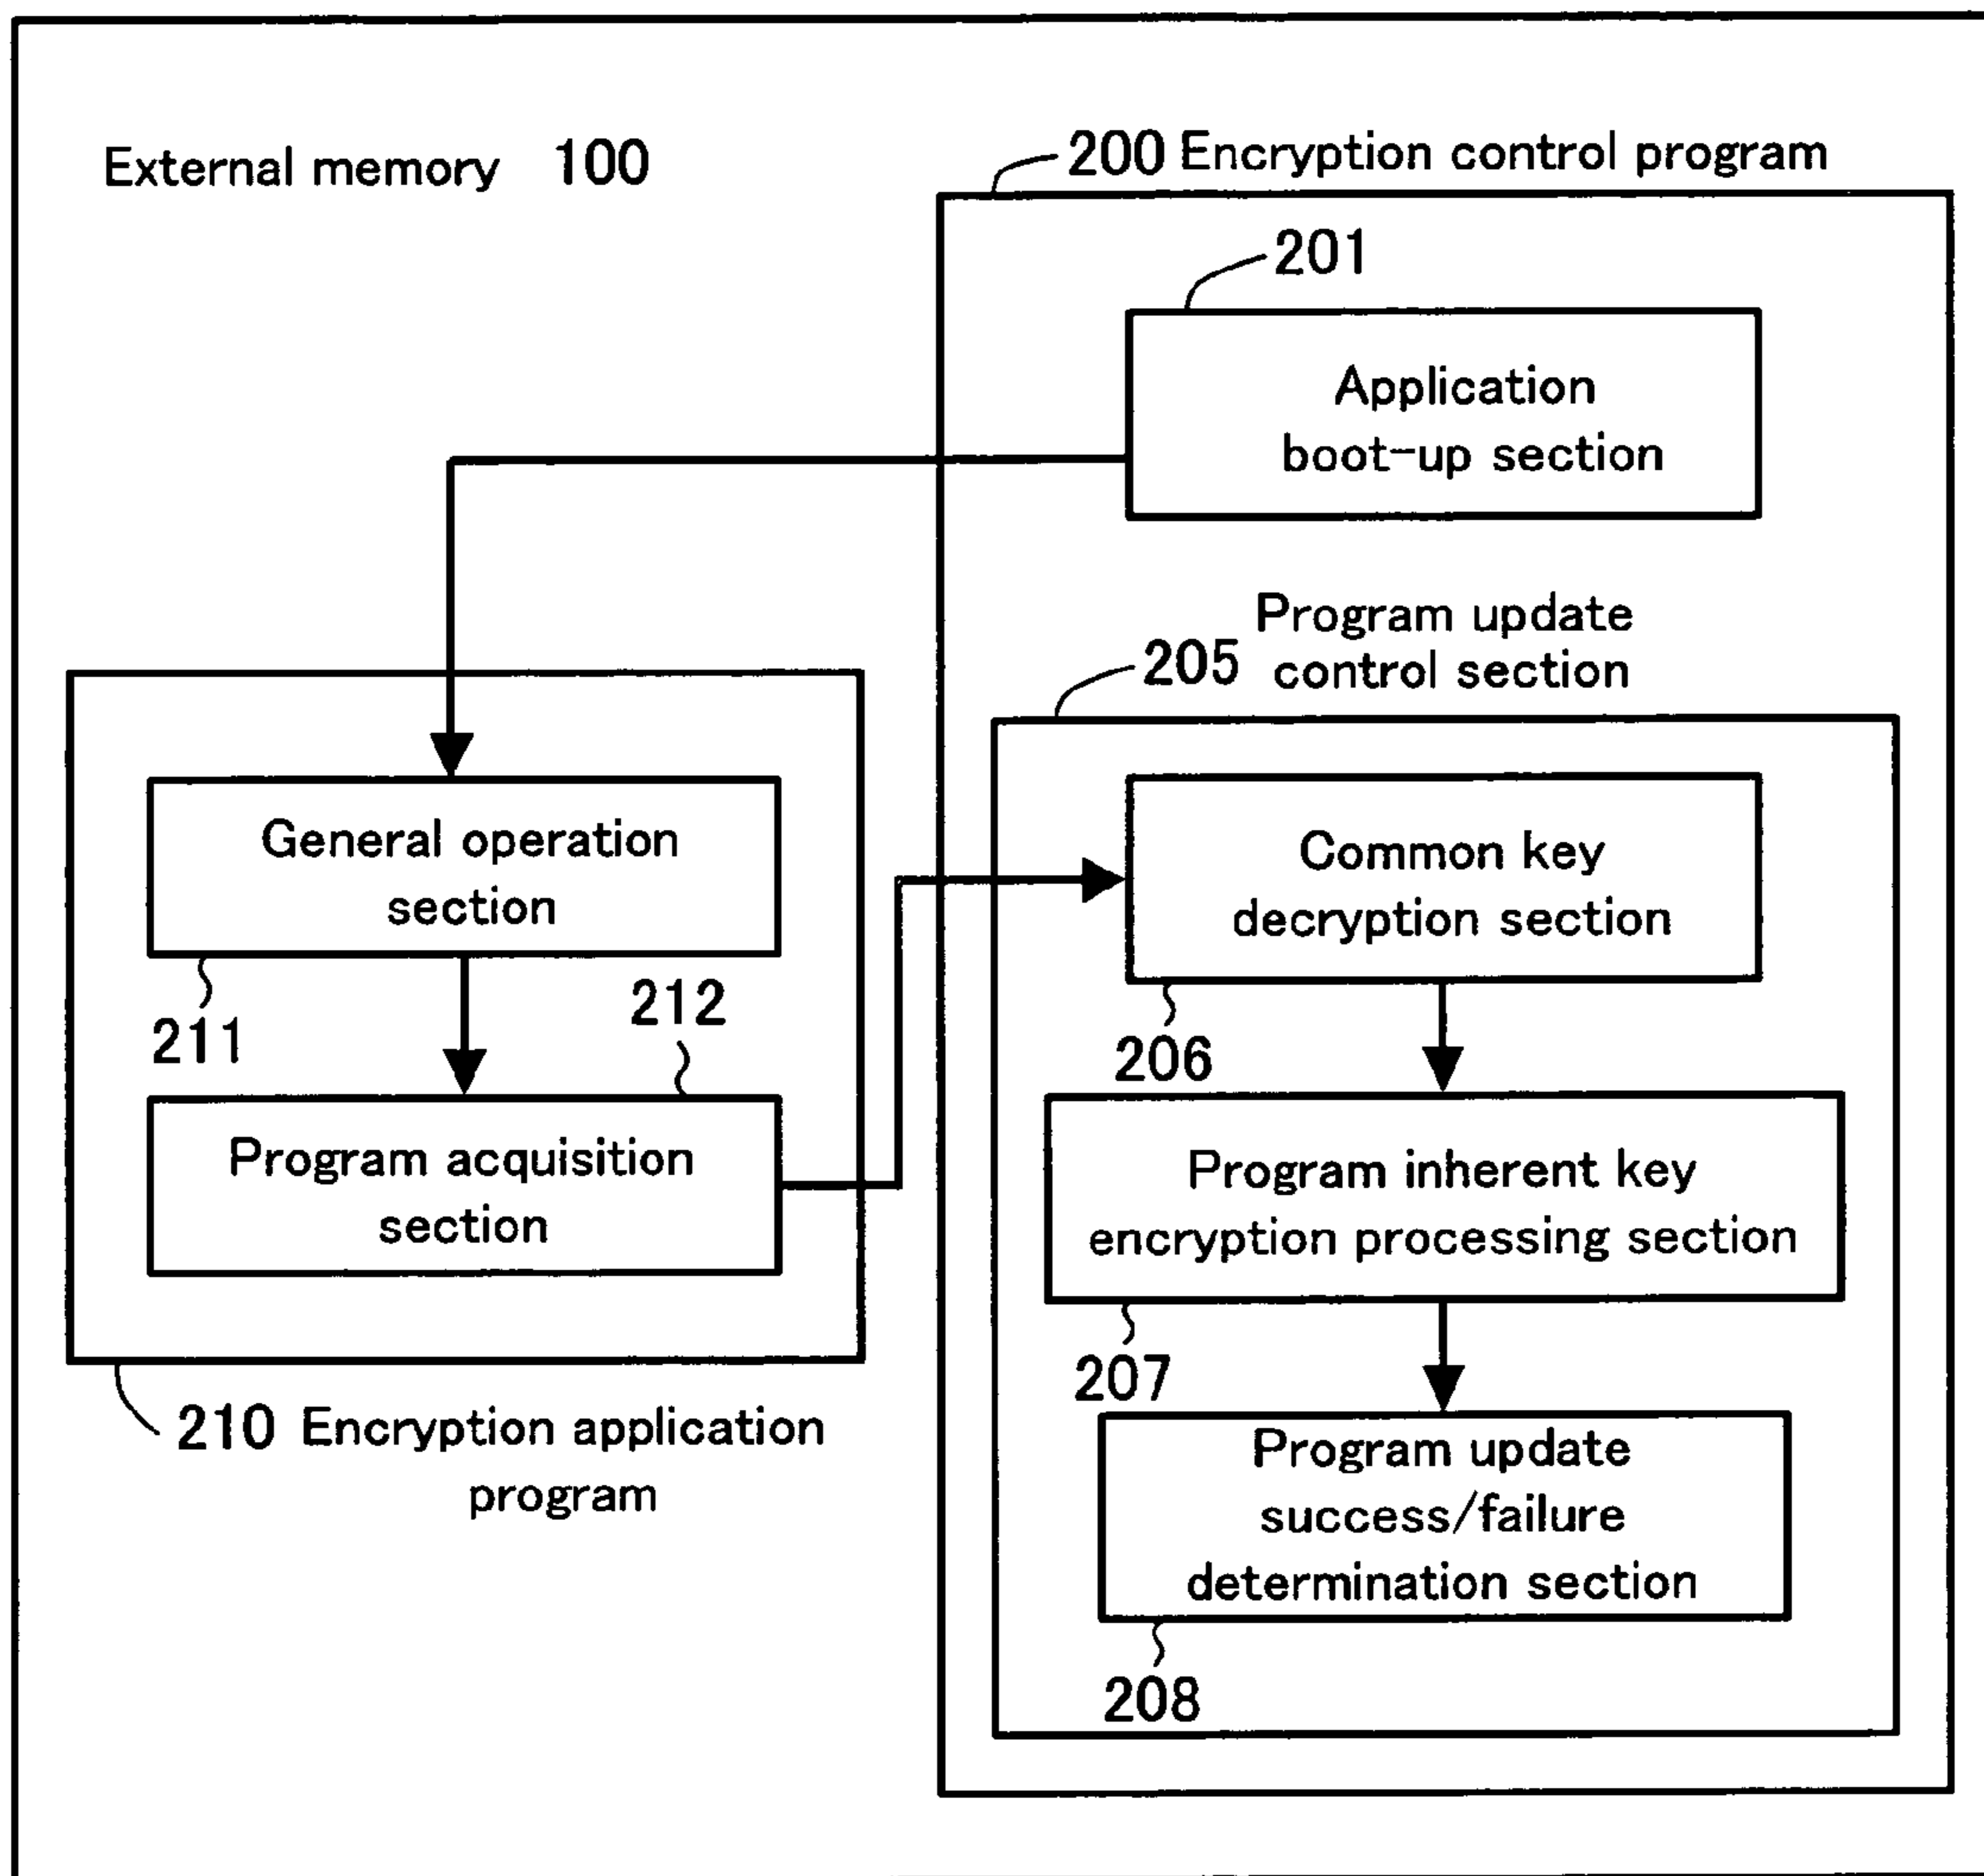 External memory 100
200 Encryption control program
201
Application
boot-up section
Program update
205 control section
General operation
section
Common key
decryption section
211
212
206
Program acquisition
section
Program inherent key
encryption processing section
207
210 Encryption application
program
Program update
success/failure
determination section
208